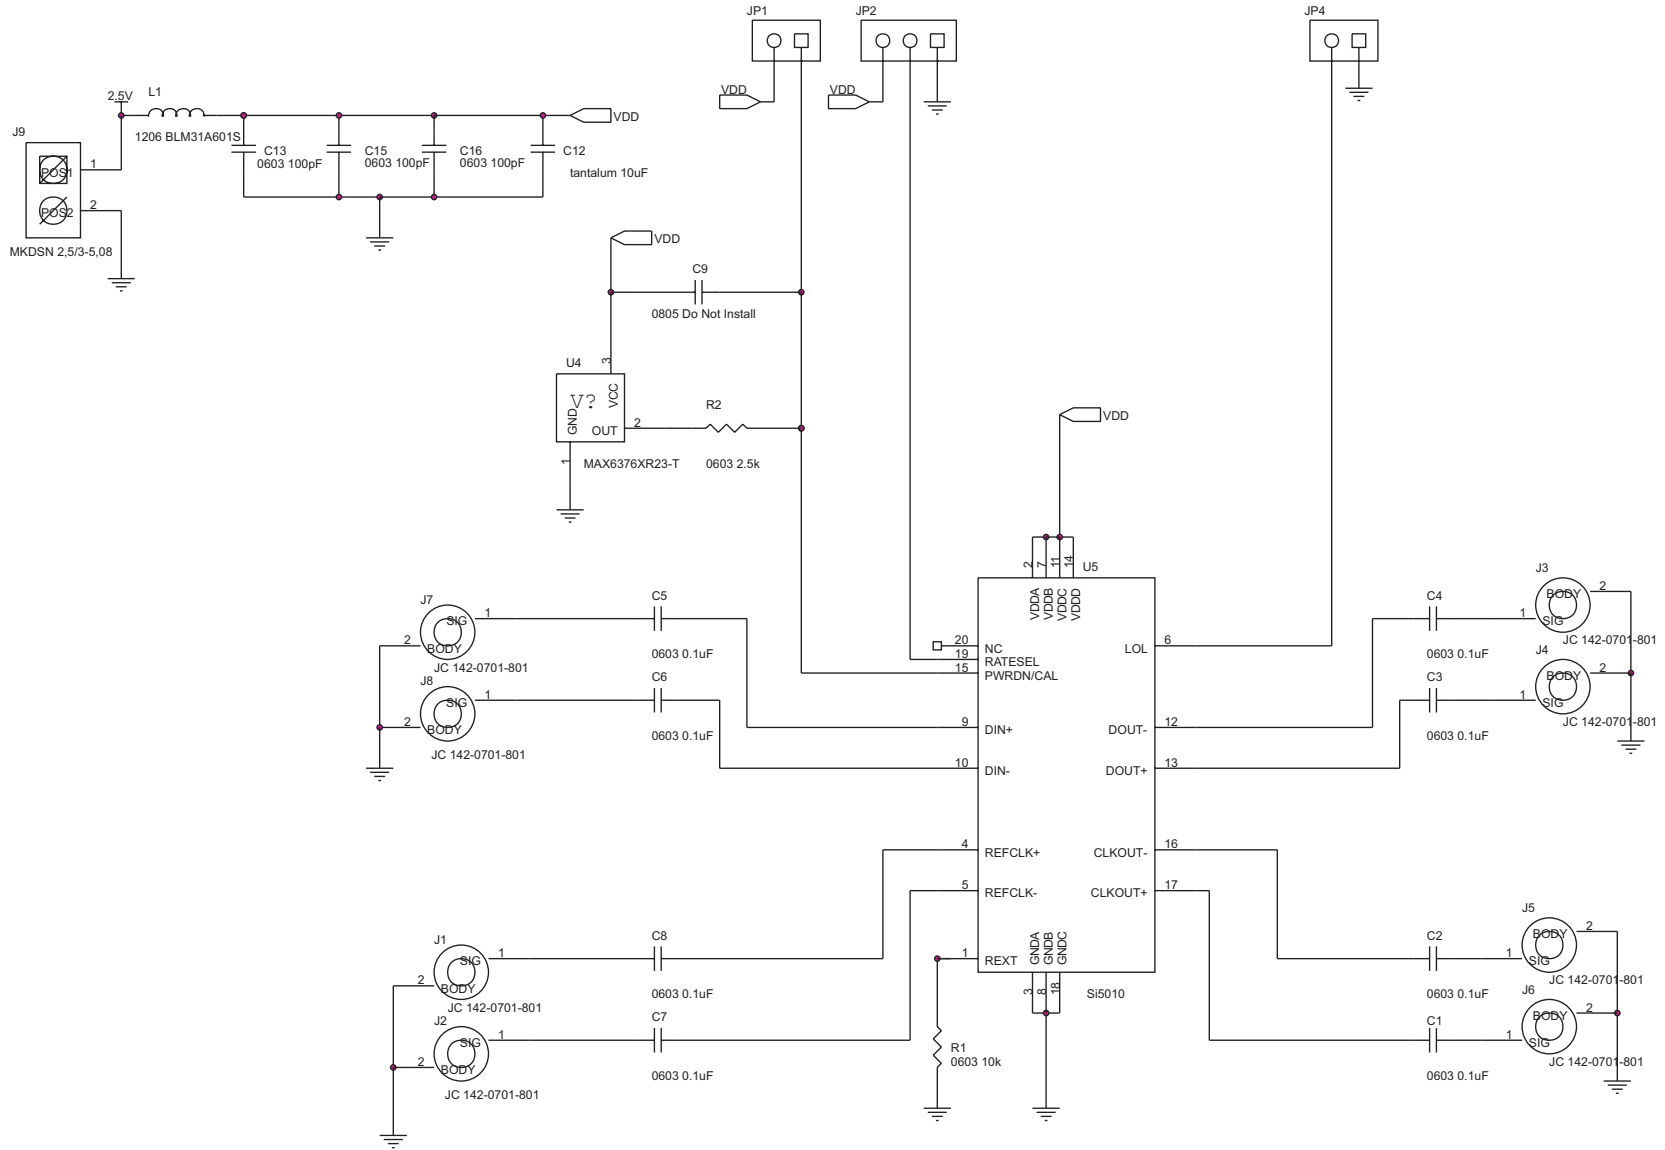 JP1
JP2
JP4
VDD
VDD
2.5V
L1
1206 BLM31A601S
VDD
J9
POS1
1
POS2
2
MKDSN 2,5/3-5,08
C13
0603 100pF
C15
0603 100pF
C16
0603 100pF
C12
tantalum 10uF
VDD
C9
0805 Do Not Install
U4
3
V?
VCC
GND
OUT
2
1
MAX6376XR23-T
R2
0603 2.5k
VDD
2
7
11
14
U5
VDDA
VDDB
VDDC
VDDD
20
NC
19
RATESEL
15
PWRDN/CAL
LOL
6
9
DIN+
10
DIN-
DOUT-
12
DOUT+
13
4
REFCLK+
5
REFCLK-
CLKOUT-
16
CLKOUT+
17
1
REXT
GNDA
GNDB
GNDC
3
8
18
Si5010
R1
0603 10k
J7
SIG
1
2
BODY
JC 142-0701-801
C5
0603 0.1uF
J8
SIG
1
2
BODY
JC 142-0701-801
C6
0603 0.1uF
J1
SIG
1
2
BODY
JC 142-0701-801
C8
0603 0.1uF
J2
SIG
1
2
BODY
JC 142-0701-801
C7
0603 0.1uF
C4
0603 0.1uF
J3
BODY
2
1
SIG
JC 142-0701-801
C3
0603 0.1uF
J4
BODY
2
1
SIG
JC 142-0701-801
C2
0603 0.1uF
J5
BODY
2
1
SIG
JC 142-0701-801
C1
0603 0.1uF
J6
BODY
2
1
SIG
JC 142-0701-801